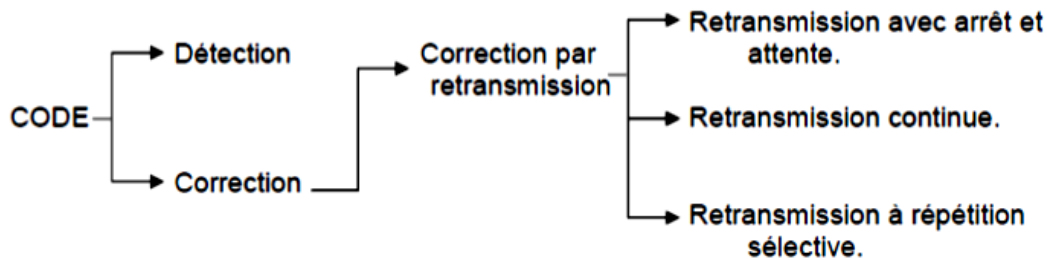 CODE
Détection
Correction
Correction par
retransmission
Retransmission avec arrêt et
attente.
Retransmission continue.
Retransmission à répétition
sélective.